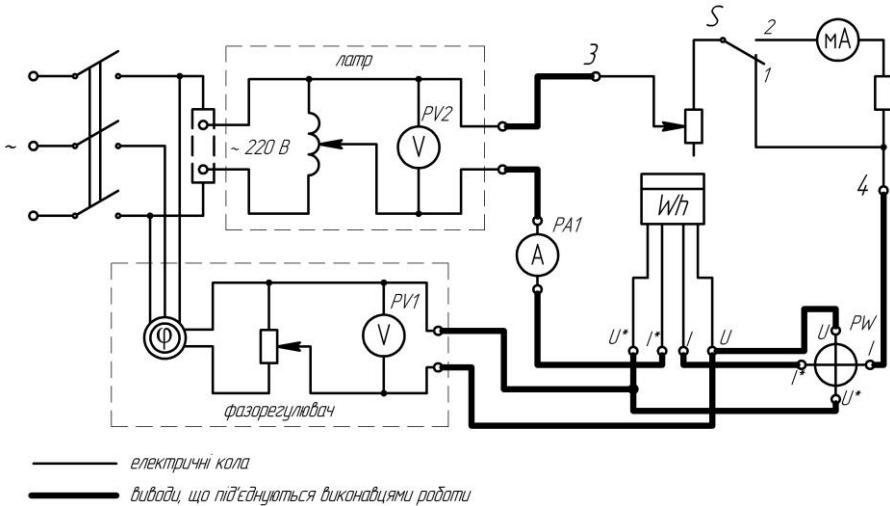 S
2
мА
1
3
латр
PV2
V
~ 220 В
~
4
Wh
PA1
A
PV1
V
φ
U*
I*
I
U
U
PW
I
I*
U*
фазорегулювач
електричні кола
виводи, що під'єднуються виконавцями роботи